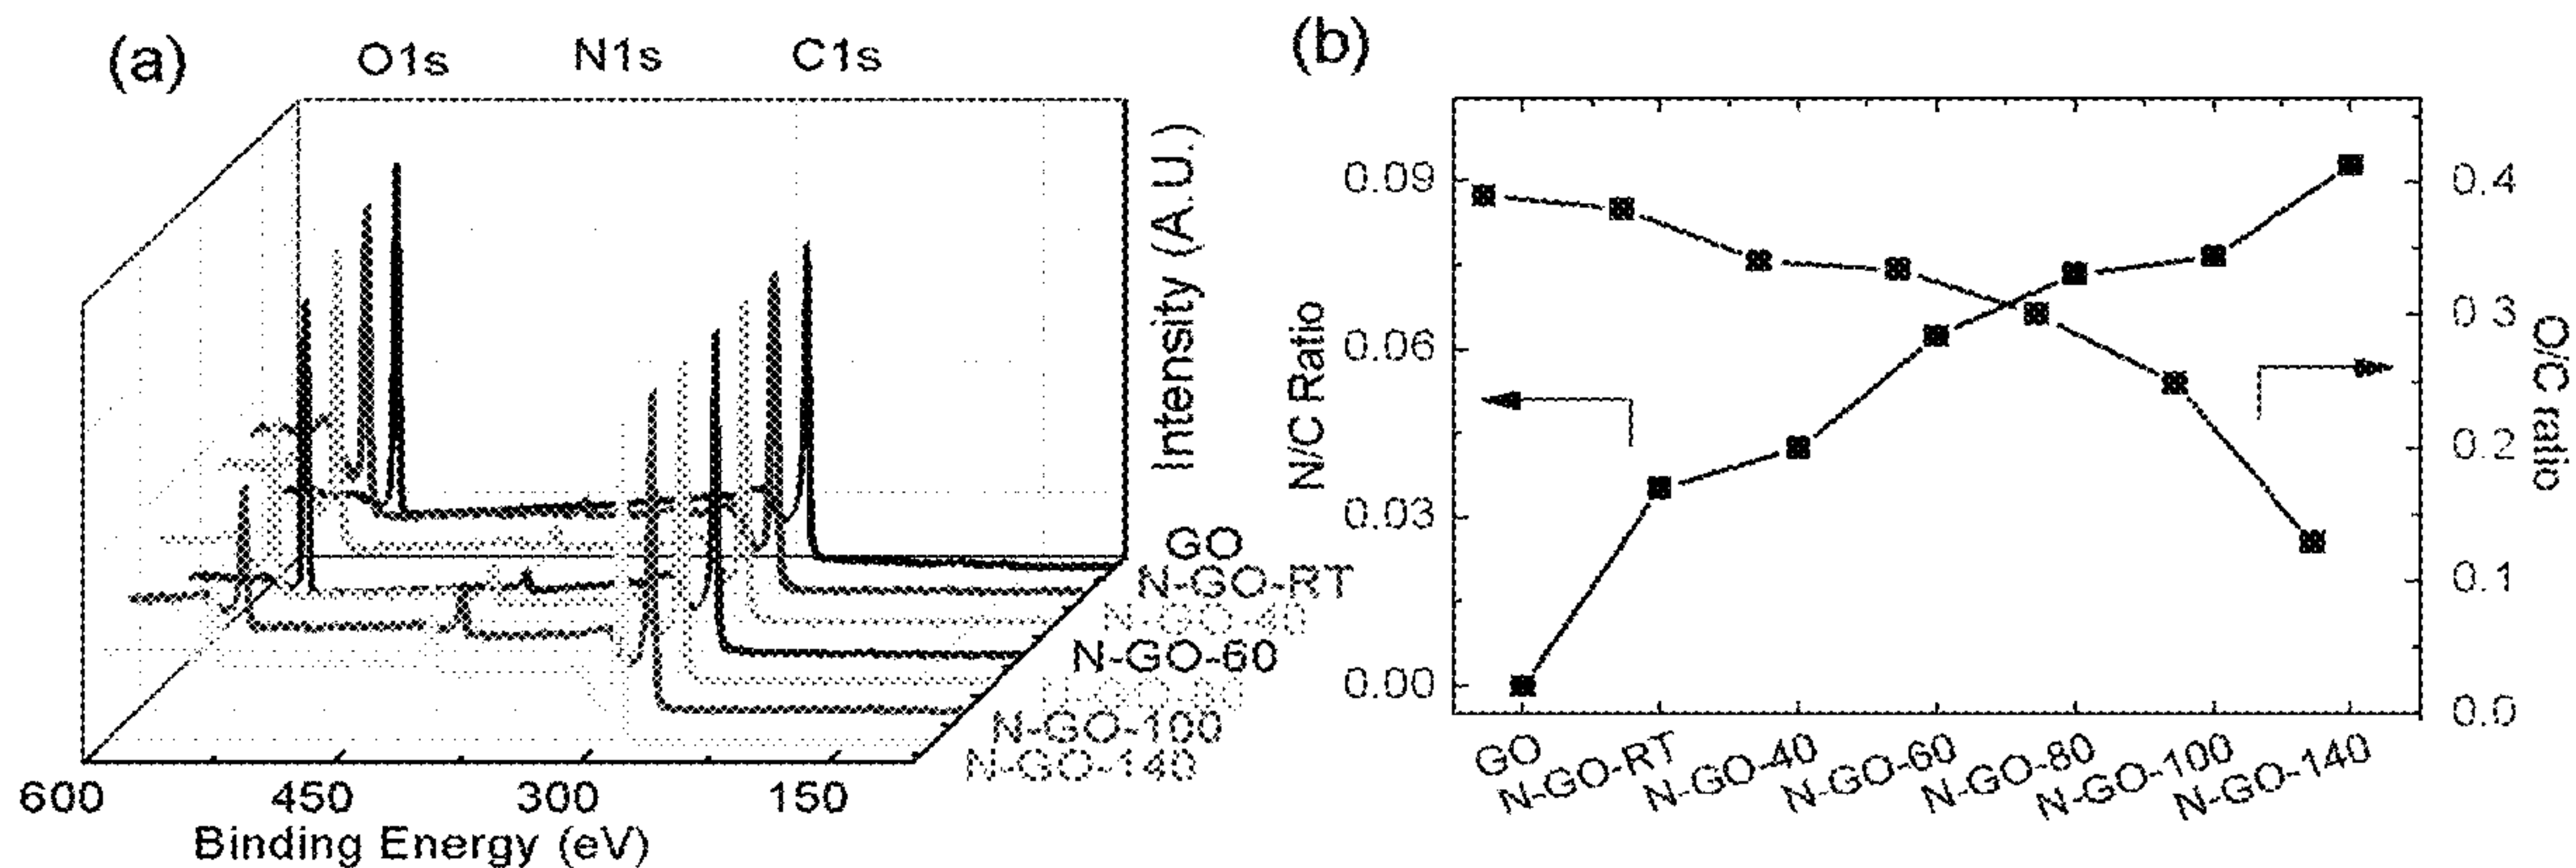 (a)
O1s N1s C1s
Intensity (A.U.)
GO
N-GO-RT
N-GO-40
N-GO-60
N-GO-80
N-GO-100
N-GO-140
600 450 300 150
Binding Energy (eV)
(b)
N/C Ratio
0.09
0.06
0.03
0.00
0.4
0.3
0.2
0.1
0.0
O/C ratio
GO
N-GO-RT
N-GO-40
N-GO-60
N-GO-80
N-GO-100
N-GO-140